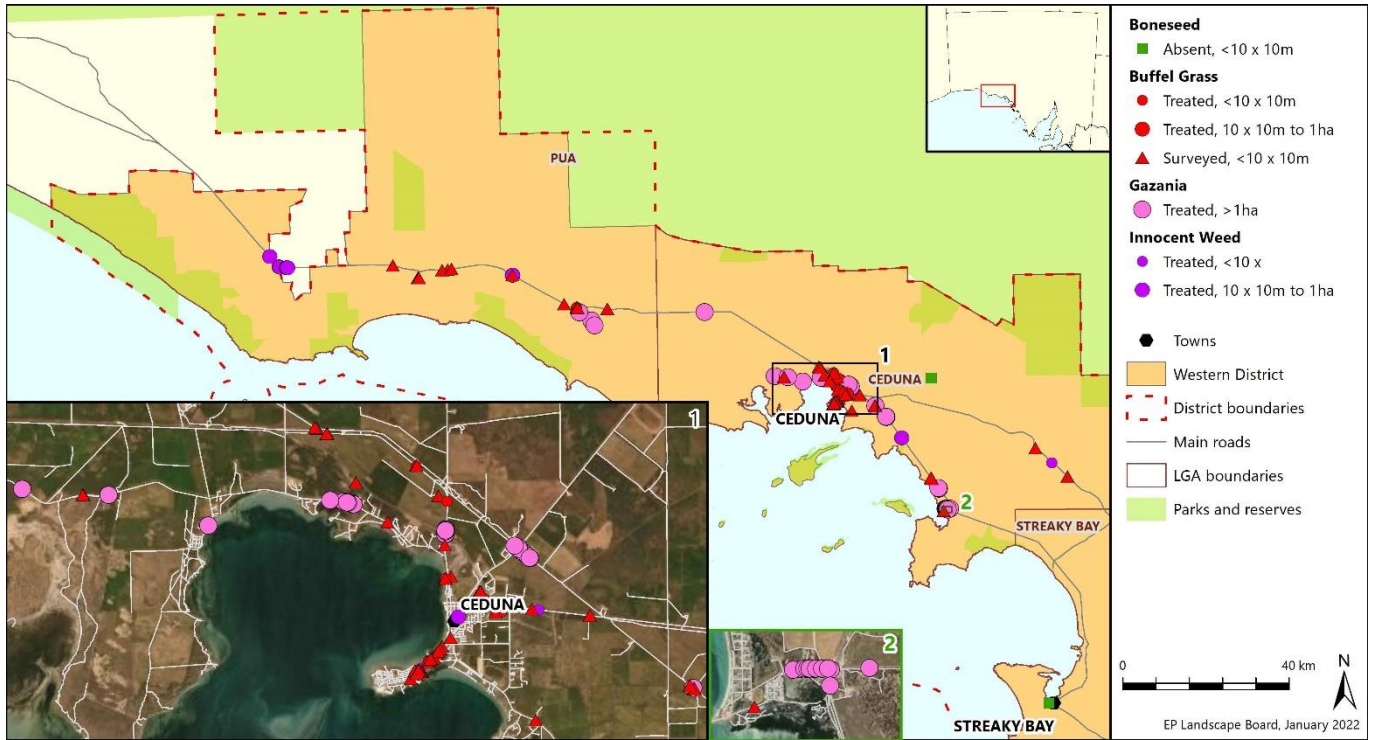 PUA
1
CEDUNA
CEDUNA
2
STREAKY BAY
STREAKY BAY
1
CEDUNA
2
Boneseed
Absent, <10 x 10m
Buffel Grass
Treated, <10 x 10m
Treated, 10 x 10m to 1ha
Surveyed, <10 x 10m
Gazania
Treated, >1ha
Innocent Weed
Treated, <10 x
Treated, 10 x 10m to 1ha
Towns
Western District
District boundaries
Main roads
LGA boundaries
Parks and reserves
0 40 km
N
EP Landscape Board, January 2022